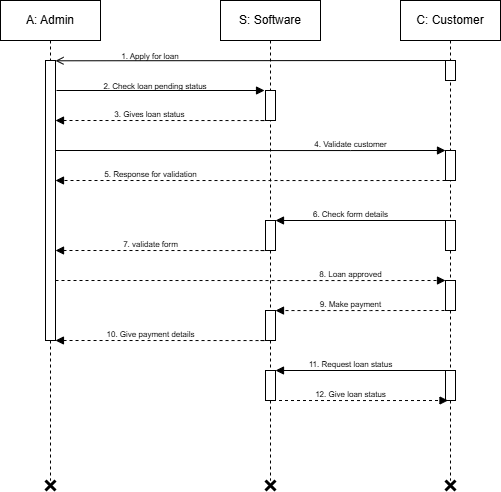 A: Admin
S: Software
C: Customer
1. Apply for loan
2. Check loan pending status
3. Gives loan status
4. Validate customer
5. Response for validation
6. Check form details
7. validate form
8. Loan approved
9. Make payment
10. Give payment details
11. Request loan status
12. Give loan status